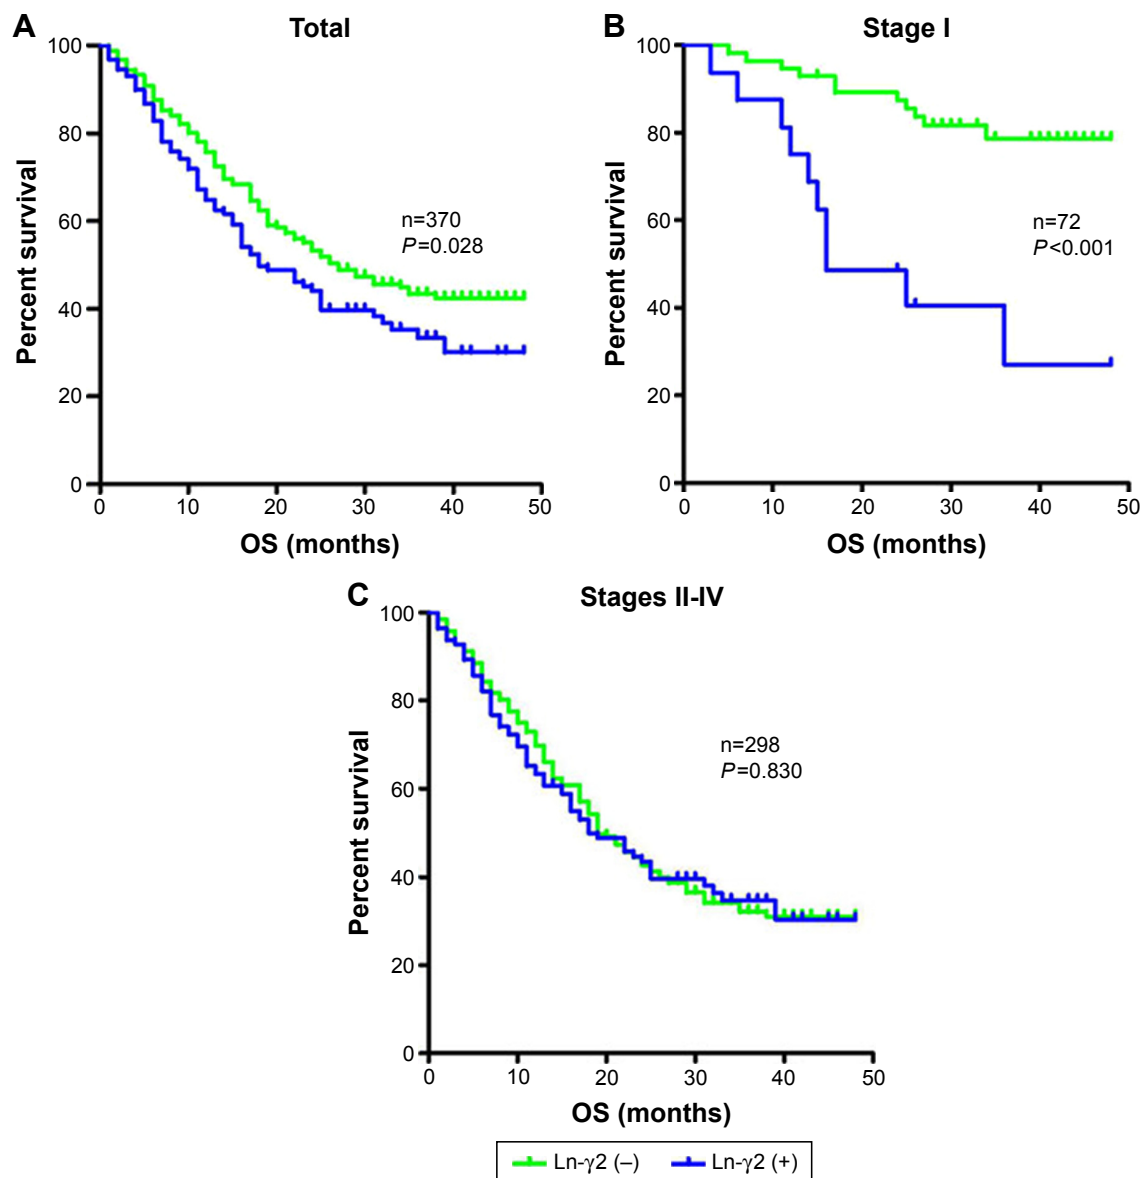 A
Total
100
80
60
40
20
0
Percent survival
n=370
P=0.028
0 10 20 30 40 50
OS (months)
B
Stage I
100
80
60
40
20
0
Percent survival
n=72
P<0.001
0 10 20 30 40 50
OS (months)
C
Stages II-IV
100
80
60
40
20
0
Percent survival
n=298
P=0.830
0 10 20 30 40 50
OS (months)
Ln-γ2 (–) Ln-γ2 (+)